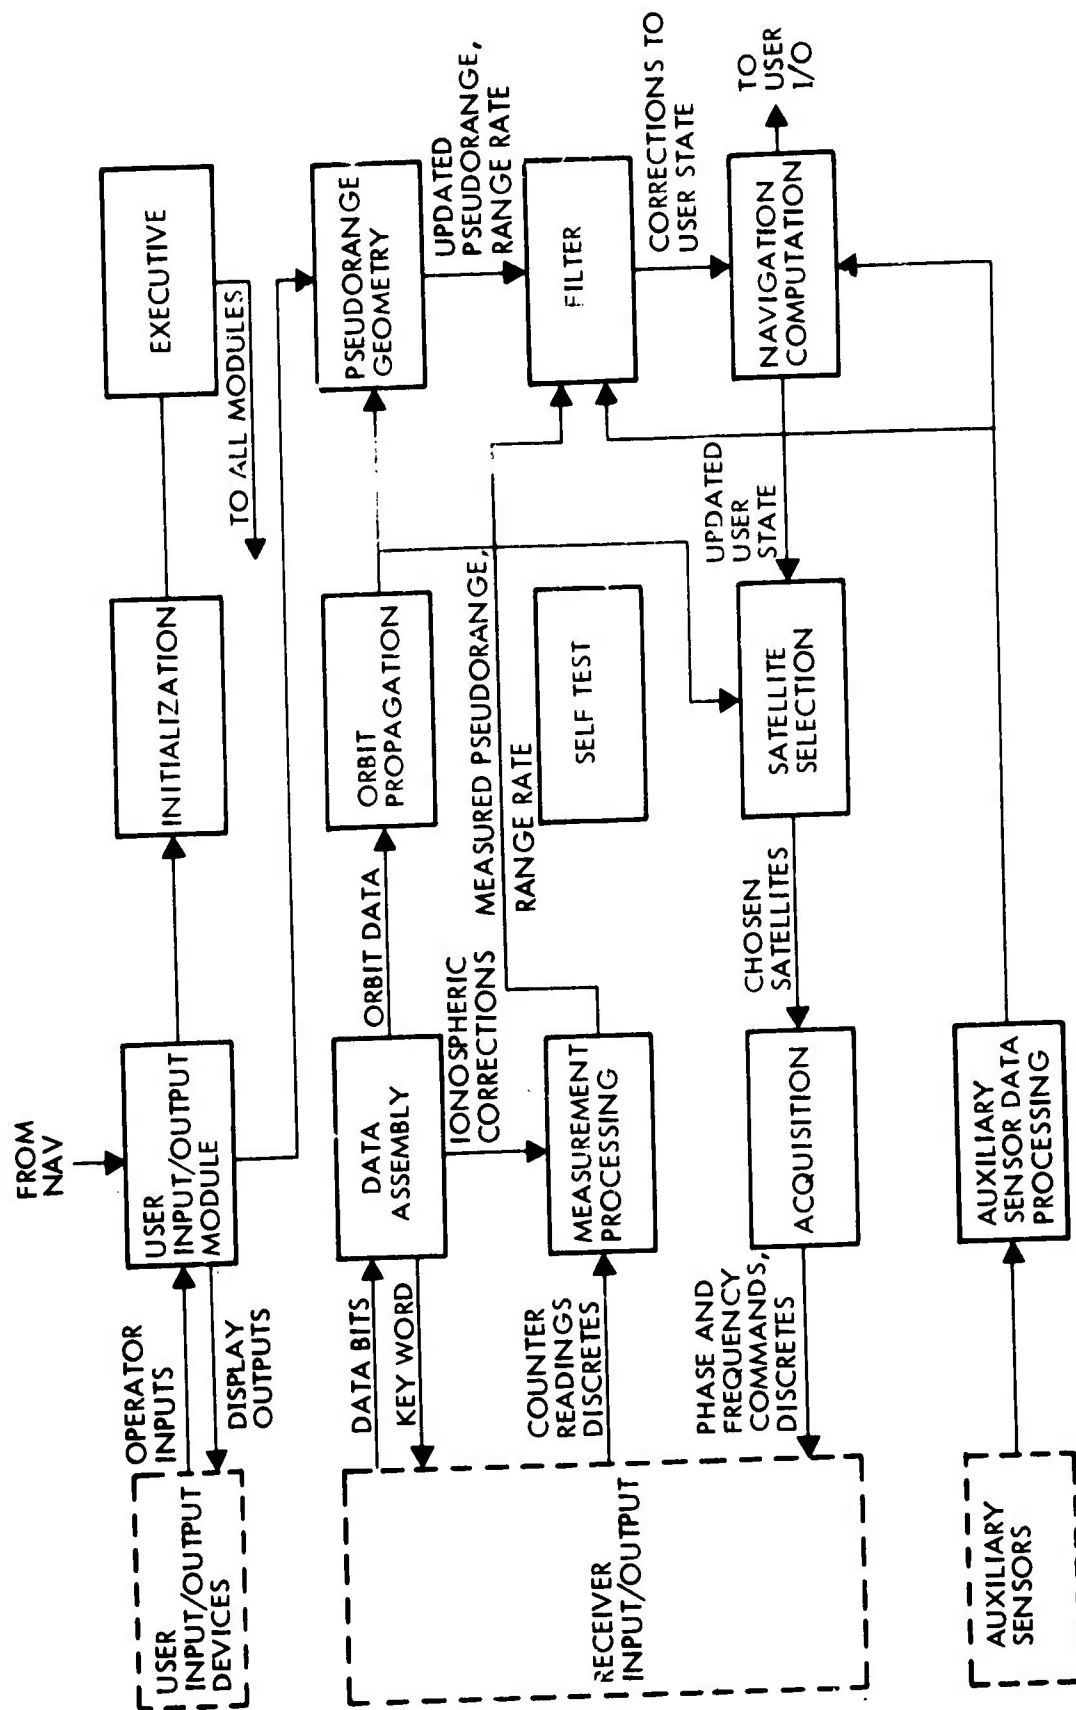 FROM
NAV
USER
INPUT/OUTPUT
DEVICES
OPERATOR
INPUTS
DISPLAY
OUTPUTS
USER
INPUT/OUTPUT
MODULE
INITIALIZATION
EXECUTIVE
TO ALL MODULES
RECEIVER
INPUT/OUTPUT
DATA BITS
KEY WORD
DATA
ASSEMBLY
ORBIT DATA
ORBIT
PROPAGATION
PSEUDORANGE
GEOMETRY
UPDATED
PSEUDORANGE,
RANGE RATE
IONOSPHERIC
CORRECTIONS
MEASURED PSEUDORANGE,
RANGE RATE
COUNTER
READINGS
DISCRETES
MEASUREMENT
PROCESSING
SELF TEST
FILTER
CORRECTIONS TO
USER STATE
PHASE AND
FREQUENCY
COMMANDS,
DISCRETES
ACQUISITION
CHOSEN
SATELLITES
SATELLITE
SELECTION
UPDATED
USER
STATE
NAVIGATION
COMPUTATION
TO
USER
I/O
AUXILIARY
SENSORS
AUXILIARY
SENSOR DATA
PROCESSING